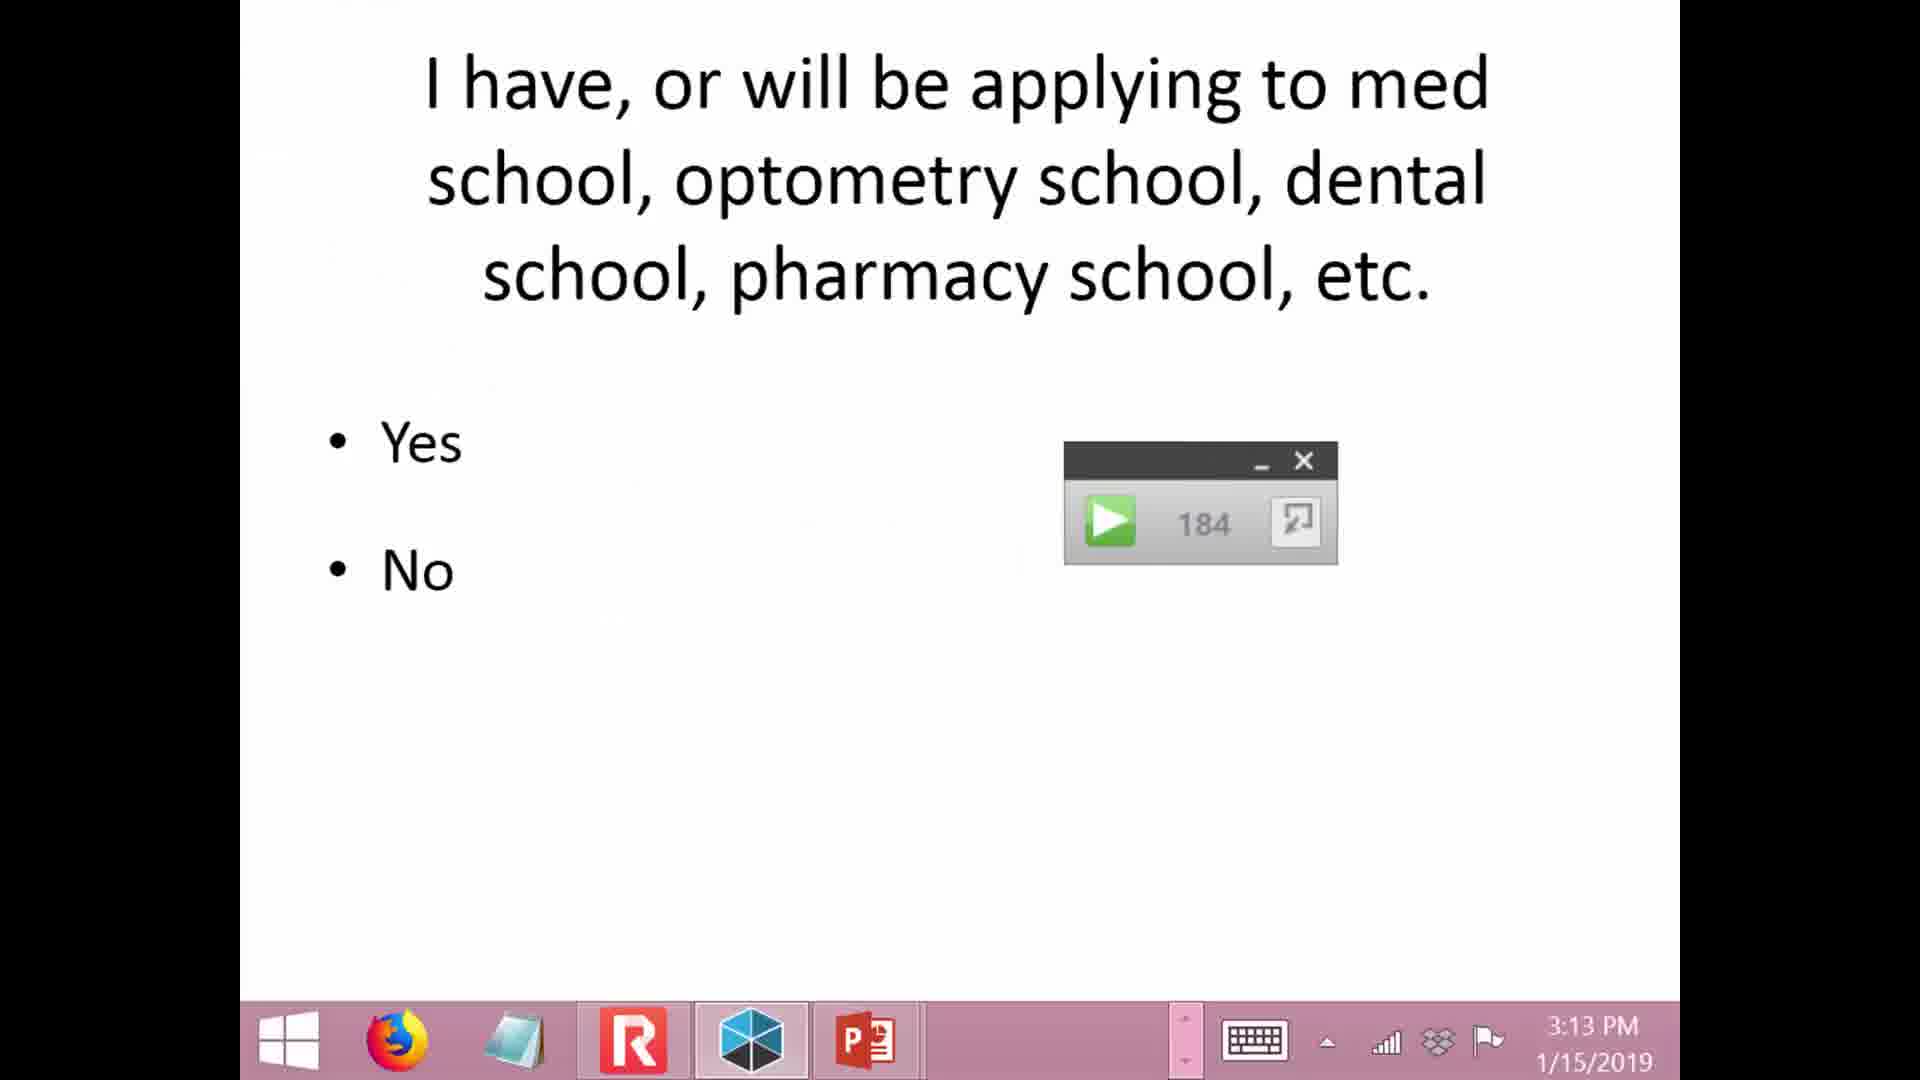 I have, or will be applying to med
school, optometry school, dental
school, pharmacy school, etc.
• Yes
• No
184
3:13 PM
1/15/2019